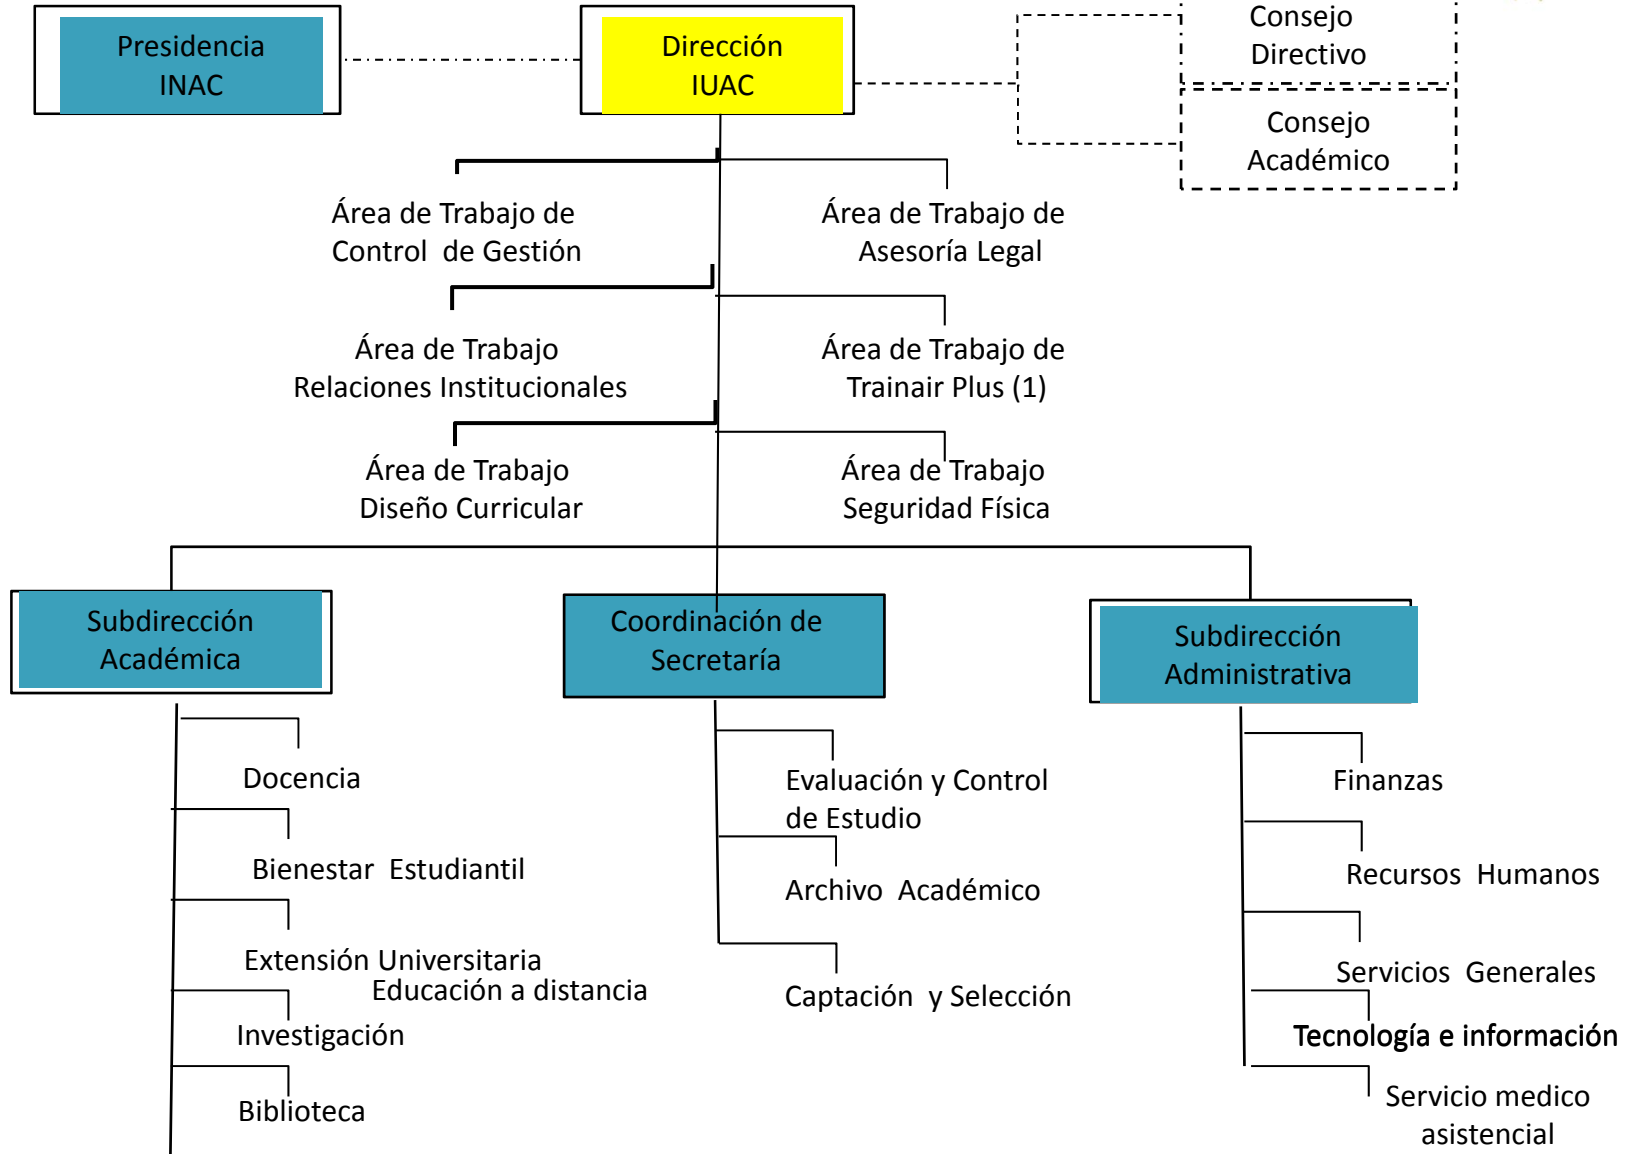 Presidencia
INAC
Dirección
IUAC
Consejo
Directivo
Consejo
Académico
Área de Trabajo de
Control de Gestión
Área de Trabajo de
Asesoría Legal
Área de Trabajo
Relaciones Institucionales
Área de Trabajo de
Trainair Plus (1)
Área de Trabajo
Diseño Curricular
Área de Trabajo
Seguridad Física
Subdirección
Académica
Coordinación de
Secretaría
Subdirección
Administrativa
Docencia
Bienestar Estudiantil
Extensión Universitaria
Educación a distancia
Investigación
Biblioteca
Evaluación y Control
de Estudio
Archivo Académico
Captación y Selección
Finanzas
Recursos Humanos
Servicios Generales
Tecnología e información
Servicio medico
asistencial